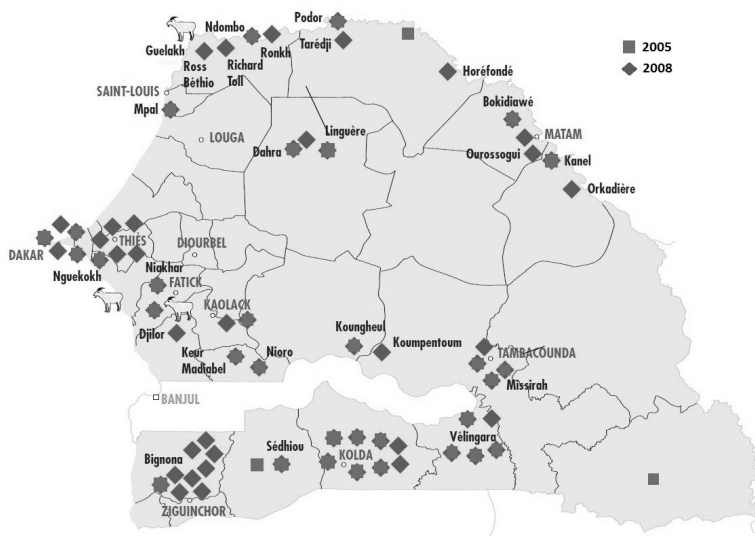 Podor
Ndombo
2005
Guelakh
Ronkh
Tarédji
Ross
Béthio
Richard
Toll
Horéfondé
2008
SAINT-LOUIS
Mpal
Bokidiawé
LOUGA
Linguère
Dahra
MATAM
Ourossogui
Kanel
Orkadière
DAKAR
THIÈS
DIOURBEL
Nguekokh
Niakhar
FATICK
KAOLACK
Djilor
Koungheul
Koumpentoum
Keur
Madiabel
Nioro
TAMBACOUNDA
Missirah
BANJUL
Bignona
Sédhiou
KOLDA
Vélingara
ZIGUINCHOR